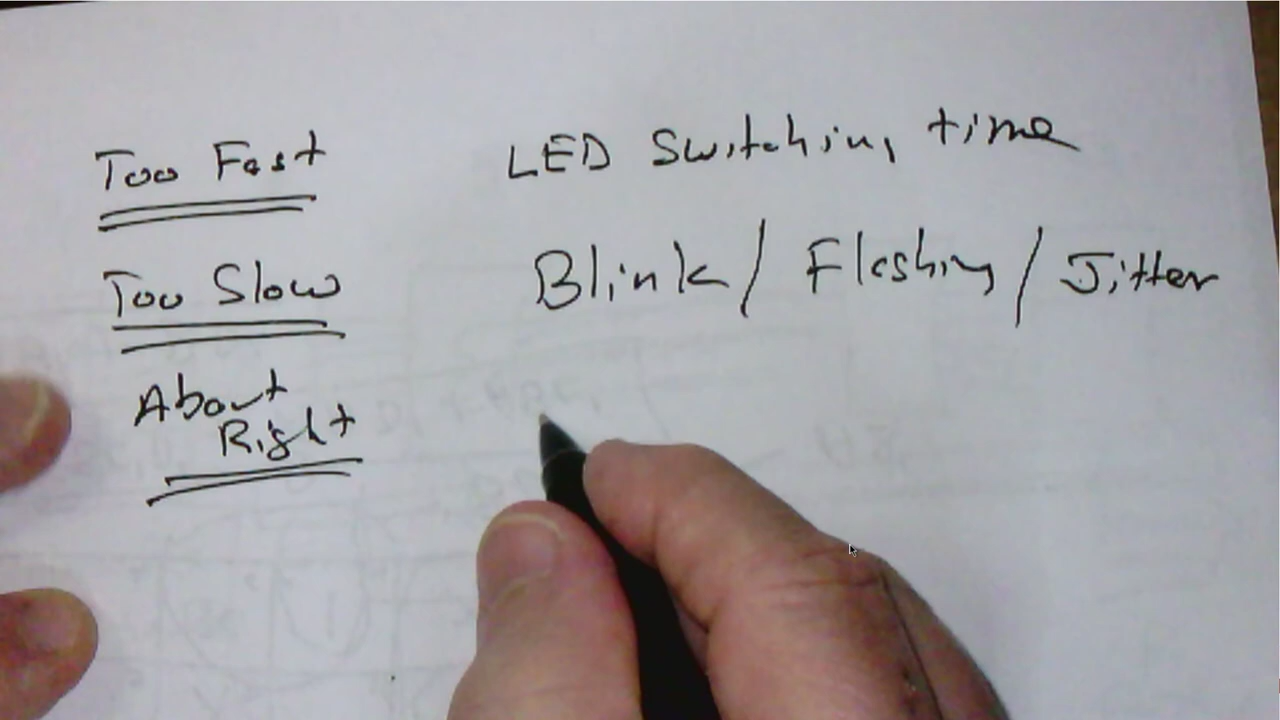 Too Fast
LED Switching time
Too Slow
Blink / Flashing / Jitter
About
Right